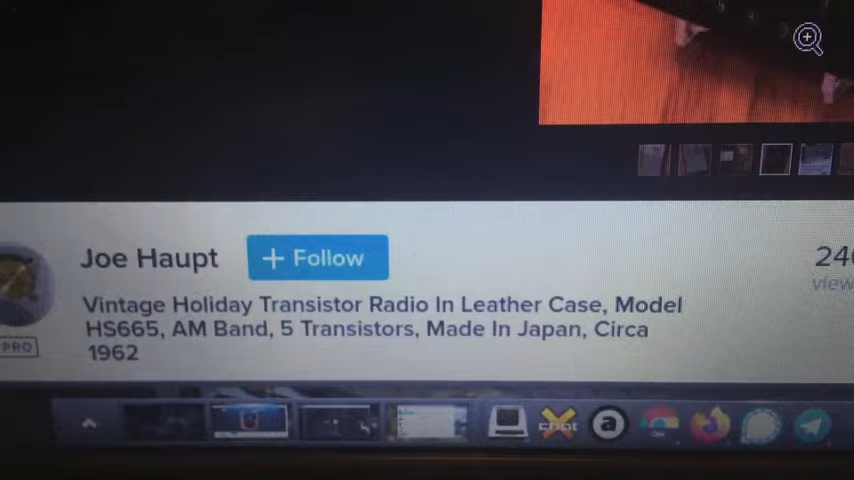 Joe Haupt
+ Follow
Vintage Holiday Transistor Radio In Leather Case, Model
HS665, AM Band, 5 Transistors, Made In Japan, Circa
1962
PRO
view
a